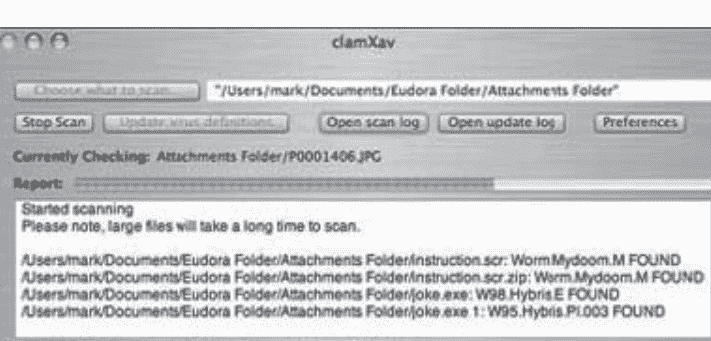 clamXav
Choose what to scan... "/Users/mark/Documents/Eudora Folder/Attachments Folder"
Stop Scan Update virus definitions Open scan log Open update log Preferences
Currently Checking: Attachments Folder/P0001406.JPG
Report:
Started scanning
Please note, large files will take a long time to scan.
/Users/mark/Documents/Eudora Folder/Attachments Folder/instruction.scr: Worm.Mydoom.M FOUND
/Users/mark/Documents/Eudora Folder/Attachments Folder/instruction.scr.zip: Worm.Mydoom.M FOUND
/Users/mark/Documents/Eudora Folder/Attachments Folder/joke.exe: W98.Hybris.E FOUND
/Users/mark/Documents/Eudora Folder/Attachments Folder/joke.exe 1: W95.Hybris.PI.003 FOUND